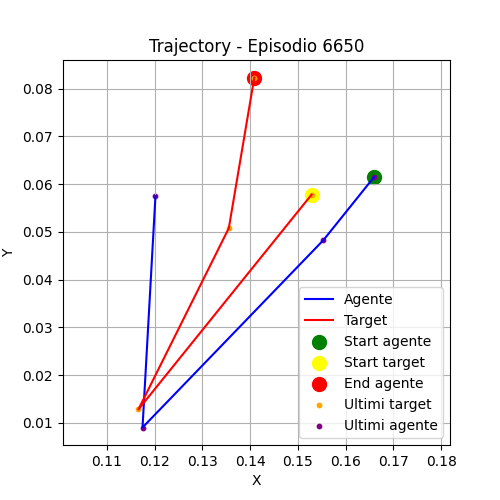 Trajectory - Episodio 6650
0.08
0.07
0.06
0.05
0.04
0.03
0.02
0.01
Y
Agente
Target
Start agente
Start target
End agente
Ultimi target
Ultimi agente
0.11 0.12 0.13 0.14 0.15 0.16 0.17 0.18
X